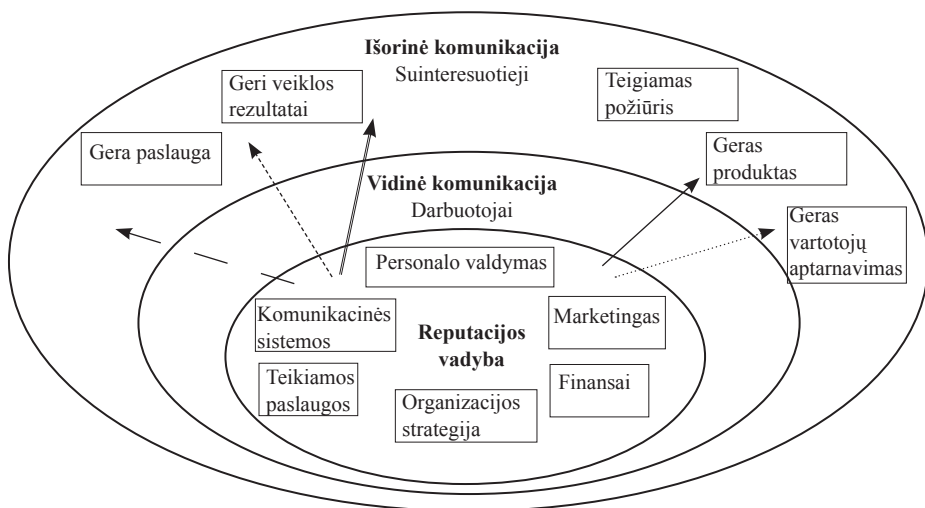 Išorinė komunikacija
Suinteresuotieji
Geri veiklos
rezultatai
Teigiamas
požiūris
Gera paslauga
Geras
produktas
Vidinė komunikacija
Darbuotojai
Geras
vartotojų
aptarnavimas
Personalo valdymas
Komunikacinės
sistemos
Marketingas
Reputacijos
vadyba
Teikiamos
paslaugos
Finansai
Organizacijos
strategija